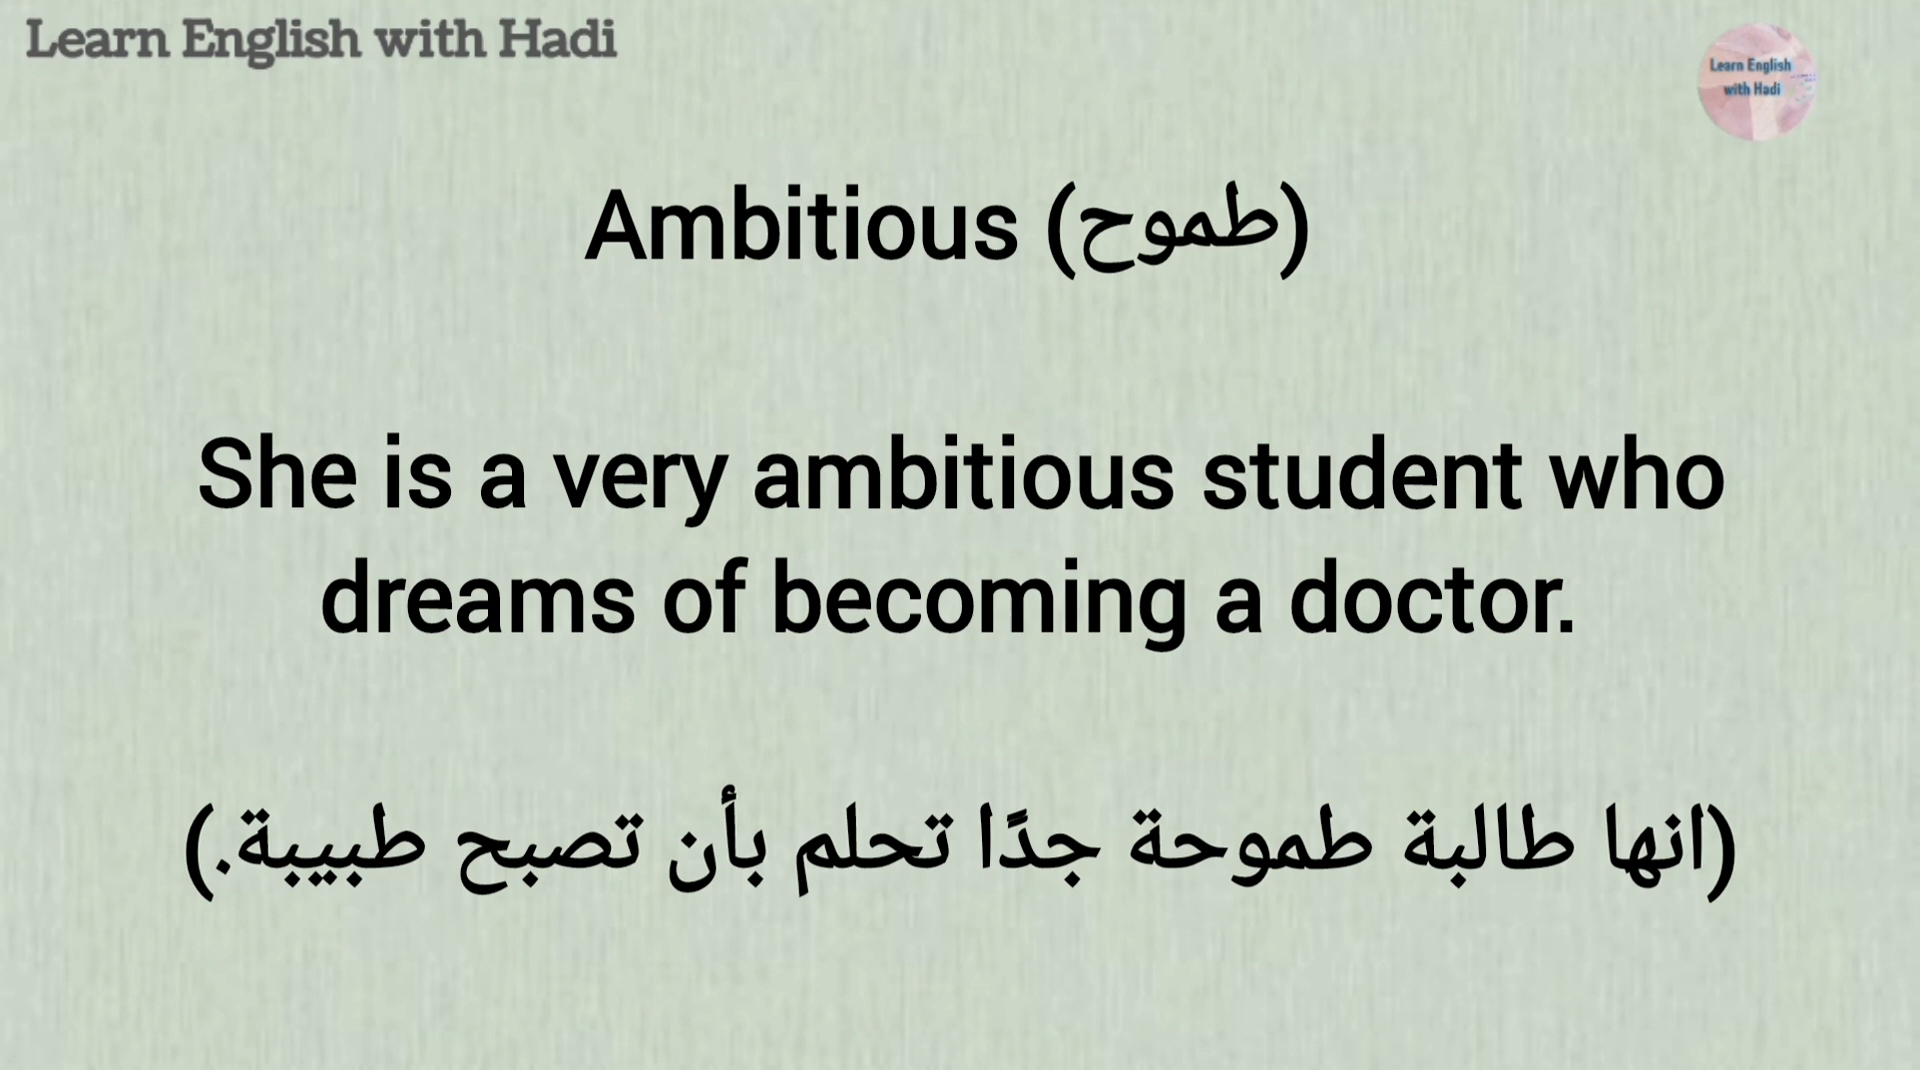 Learn English with Hadi
Learn English
with Hadi
Ambitious (طموح)
She is a very ambitious student who
dreams of becoming a doctor.
(انها طالبة طموحة جدًا تحلم بأن تصبح طبيبة.)